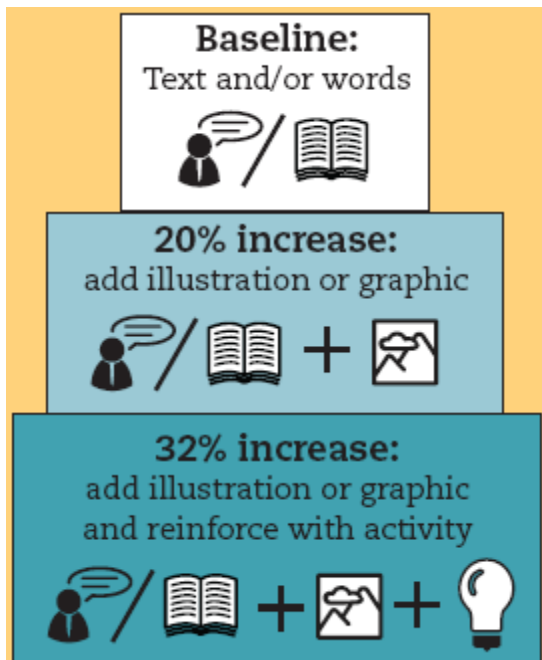 Baseline:
Text and/or words
20% increase:
add illustration or graphic
32% increase:
add illustration or graphic
and reinforce with activity